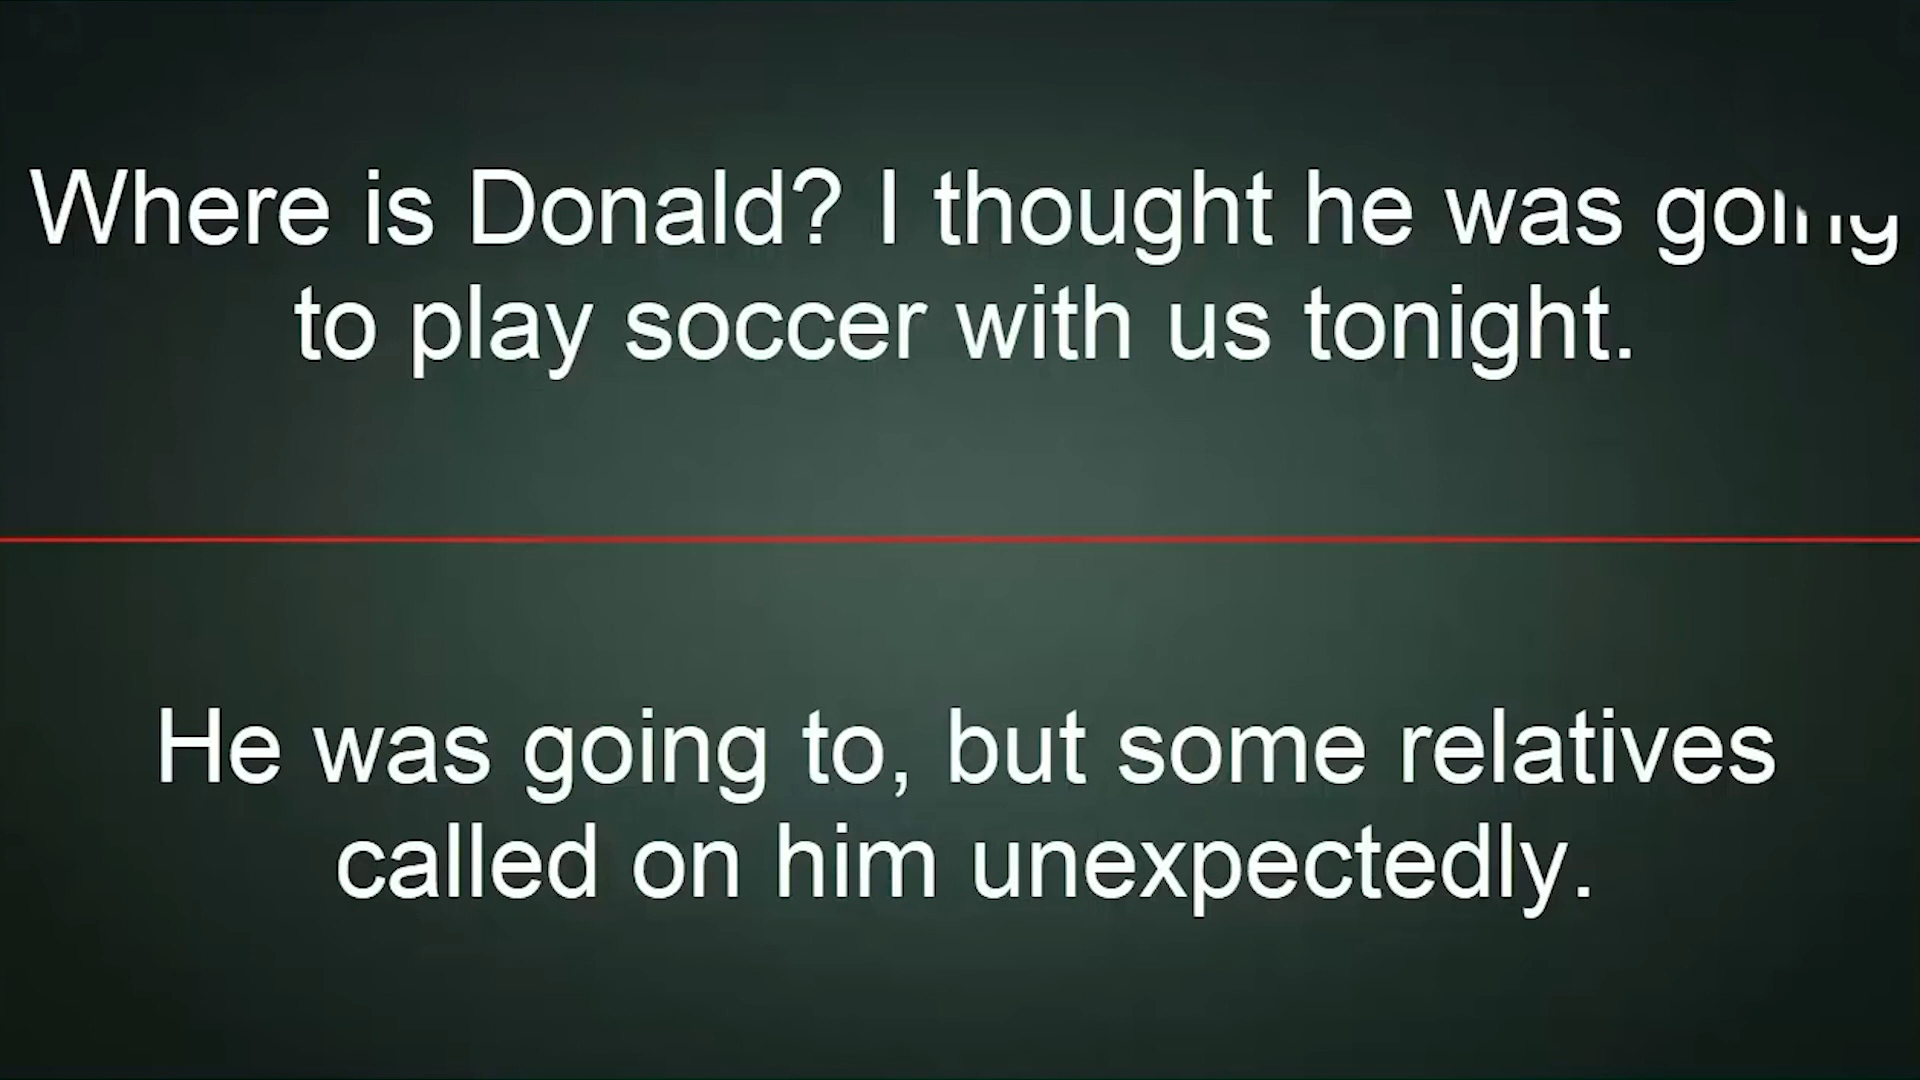 Where is Donald? I thought he was going
to play soccer with us tonight.
He was going to, but some relatives
called on him unexpectedly.